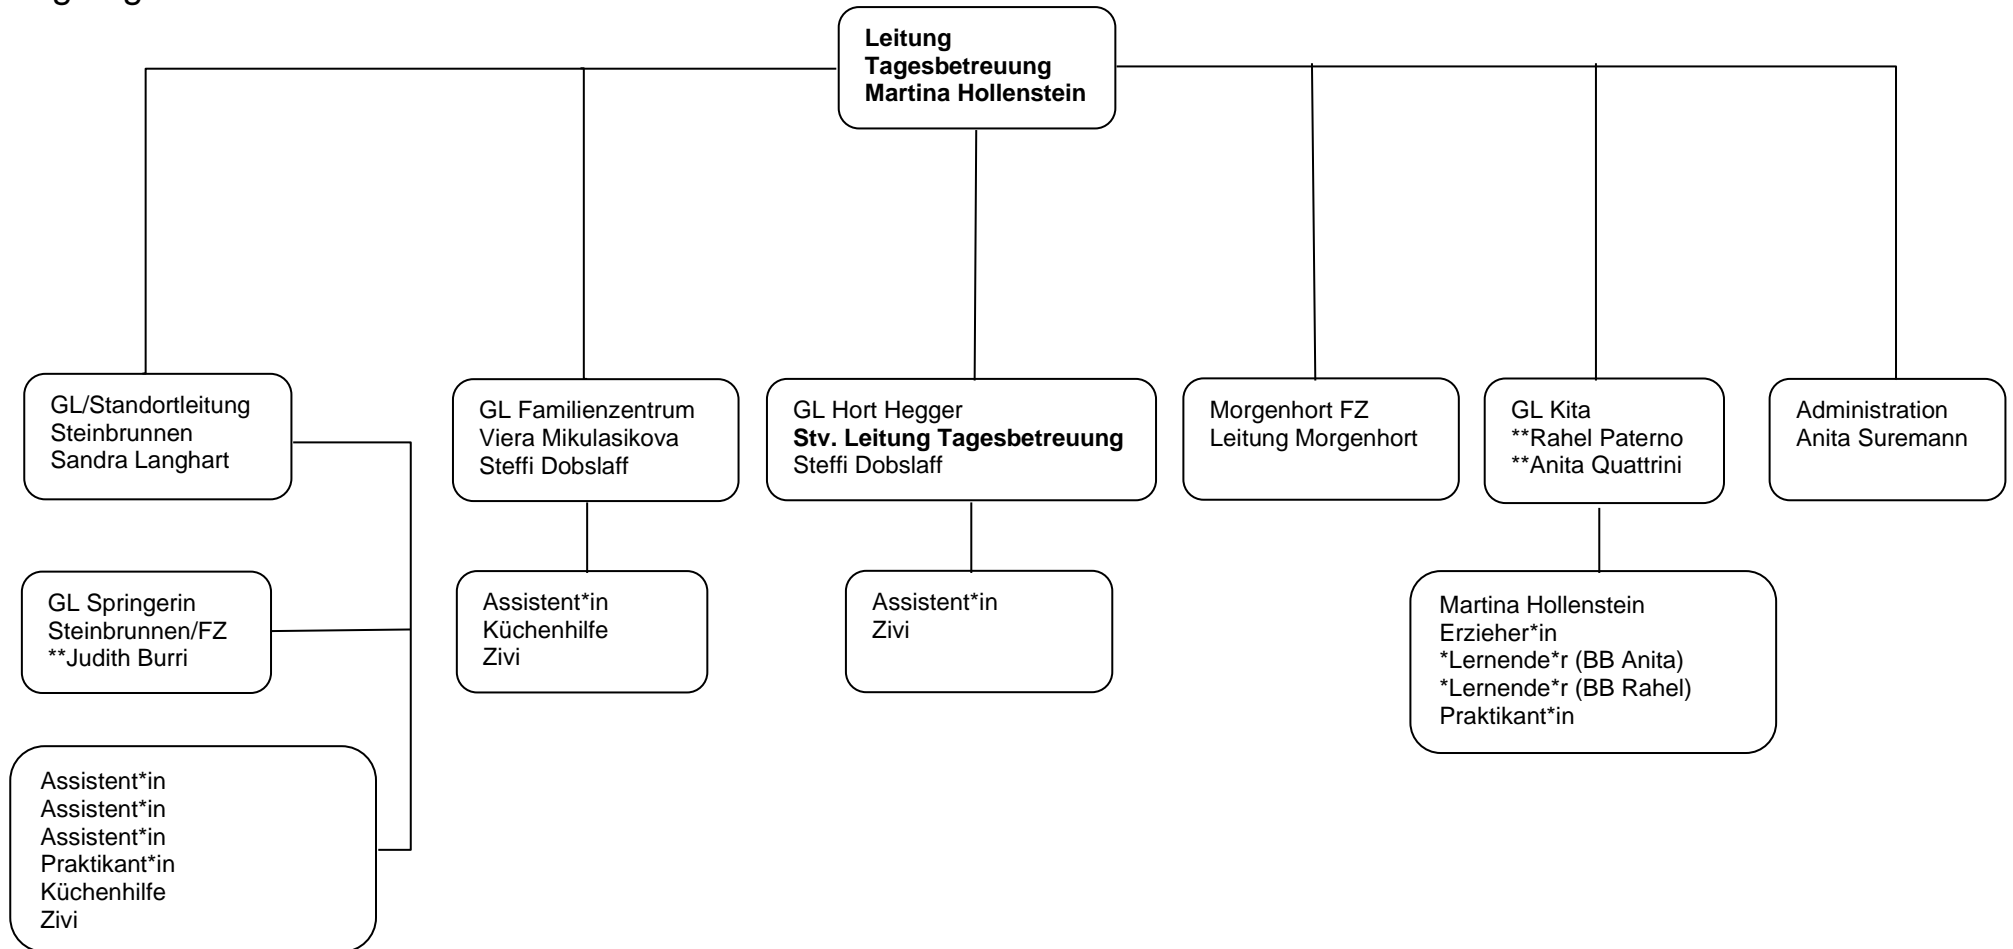 Leitung
Tagesbetreuung
Martina Hollenstein
GL/Standortleitung
Steinbrunnen
Sandra Langhart
GL Familienzentrum
Viera Mikulasikova
Steffi Dobslaff
GL Hort Hegger
Stv. Leitung Tagesbetreuung
Steffi Dobslaff
Morgenhort FZ
Leitung Morgenhort
GL Kita
**Rahel Paterno
**Anita Quattrini
Administration
Anita Suremann
GL Springerin
Steinbrunnen/FZ
**Judith Burri
Assistent*in
Küchenhilfe
Zivi
Assistent*in
Zivi
Martina Hollenstein
Erzieher*in
*Lernende*r (BB Anita)
*Lernende*r (BB Rahel)
Praktikant*in
Assistent*in
Assistent*in
Assistent*in
Praktikant*in
Küchenhilfe
Zivi